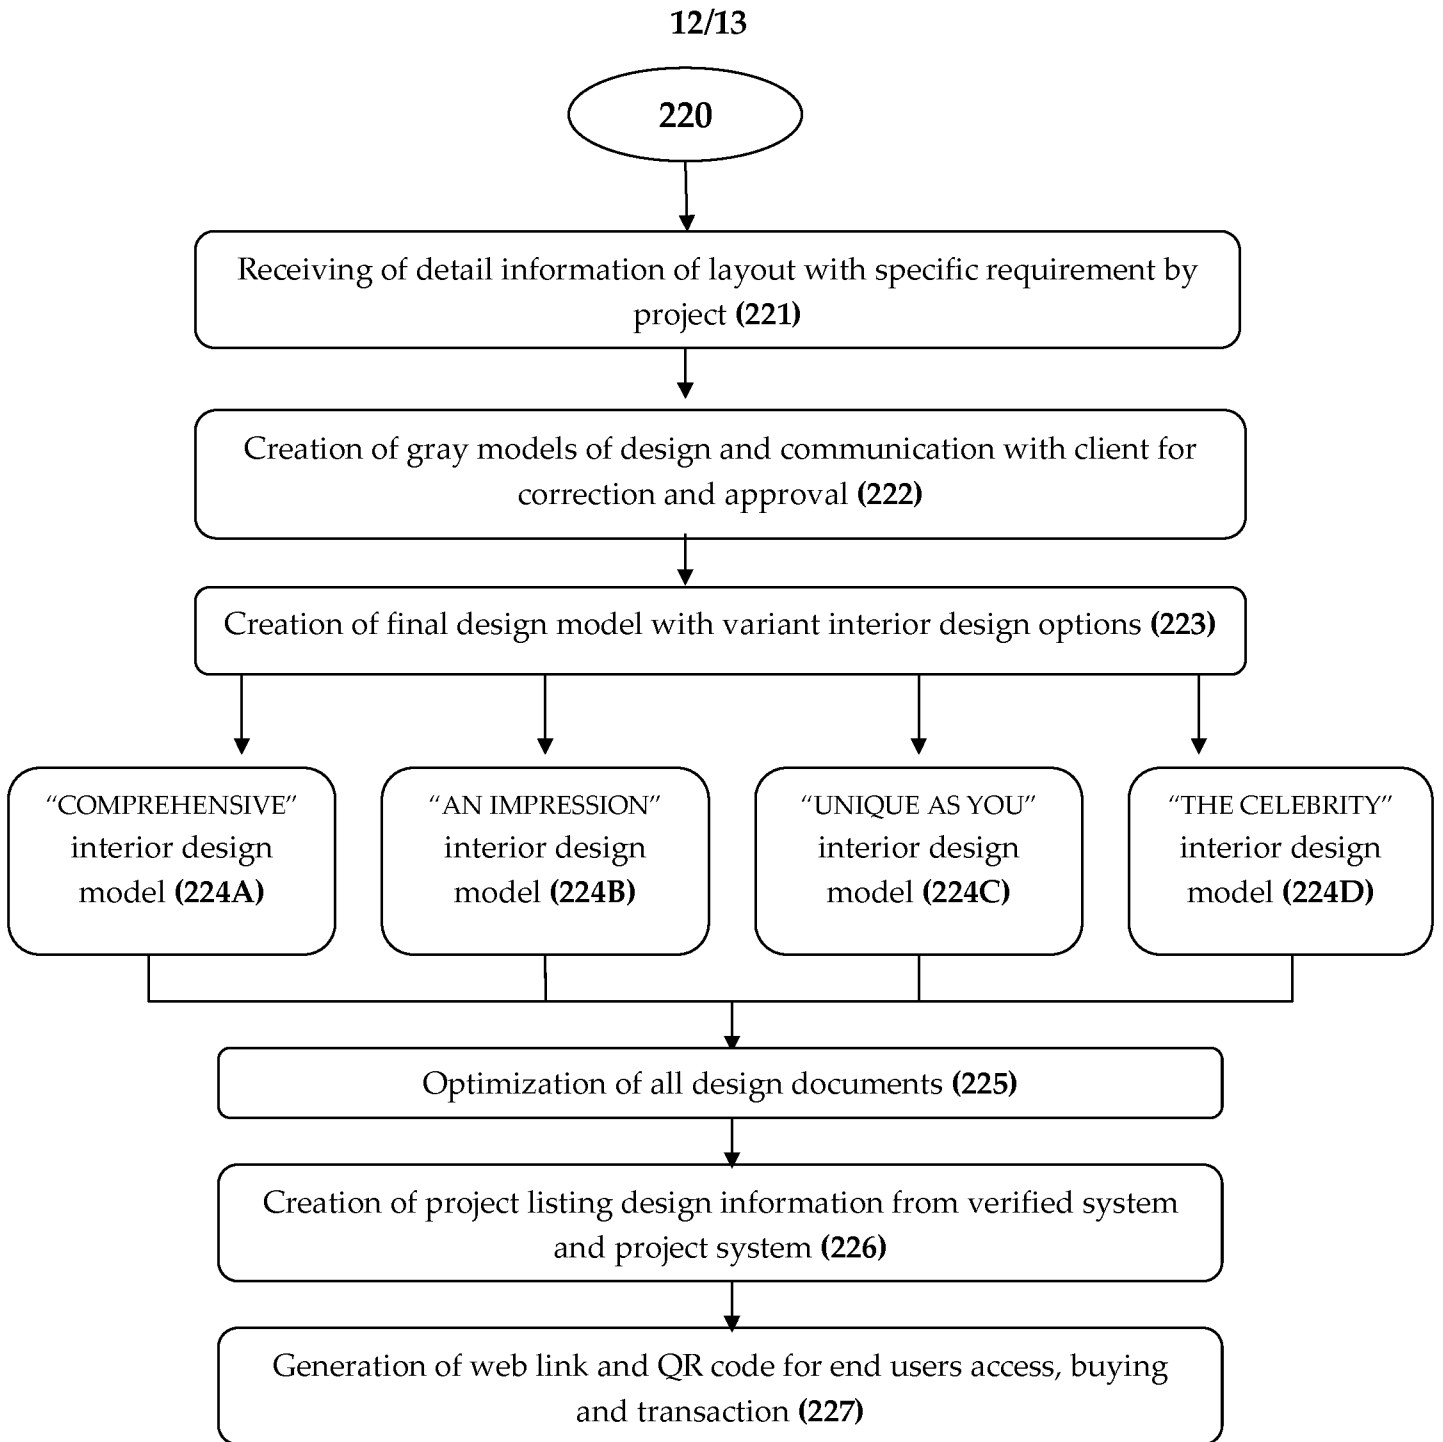 12/13
220
Receiving of detail information of layout with specific requirement by
project (221)
Creation of gray models of design and communication with client for
correction and approval (222)
Creation of final design model with variant interior design options (223)
“COMPREHENSIVE”
interior design
model (224A)
“AN IMPRESSION”
interior design
model (224B)
“UNIQUE AS YOU”
interior design
model (224C)
“THE CELEBRITY”
interior design
model (224D)
Optimization of all design documents (225)
Creation of project listing design information from verified system
and project system (226)
Generation of web link and QR code for end users access, buying
and transaction (227)